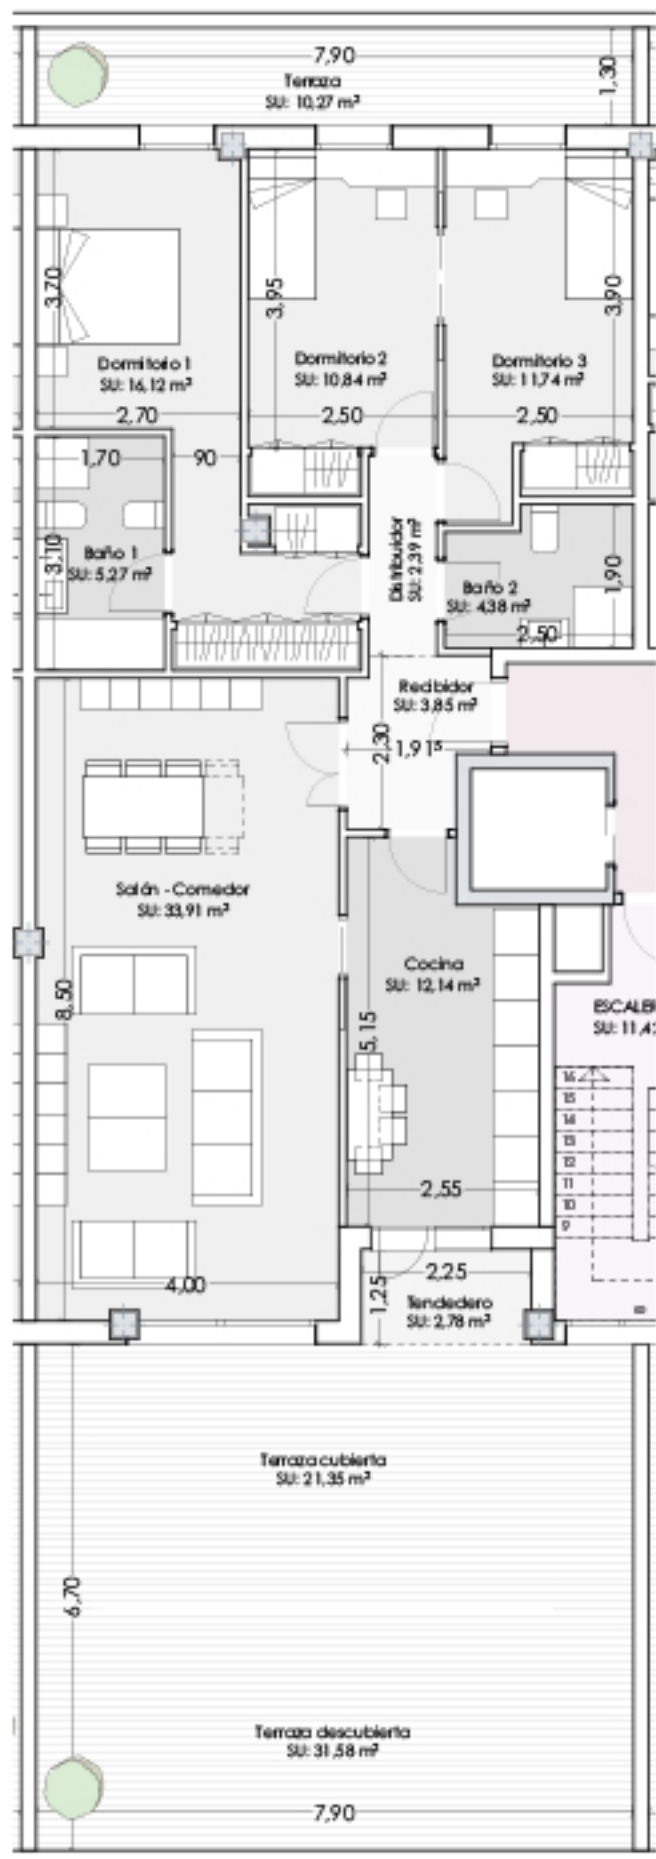 7,90
1,30
Terraza
SU: 10,27 m²
3,70
3,95
3,90
Dormitorio 1
SU: 16,12 m²
Dormitorio 2
SU: 10,84 m²
Dormitorio 3
SU: 11,74 m²
2,70
2,50
2,50
1,70
90
3,10
Baño 1
SU: 5,27 m²
Distribuidor
SU: 2,39 m²
Baño 2
SU: 4,38 m²
1,90
2,50
Recibidor
SU: 3,85 m²
2,30
1,91⁵
Salón - Comedor
SU: 33,91 m²
8,50
Cocina
SU: 12,14 m²
5,15
ESCALE
SU: 11,4
16
15
14
13
12
11
10
9
2,55
4,00
1,25
2,25
Tendedero
SU: 2,78 m²
8
Terraza cubierta
SU: 21,35 m²
6,70
Terraza descubierta
SU: 31,58 m²
7,90